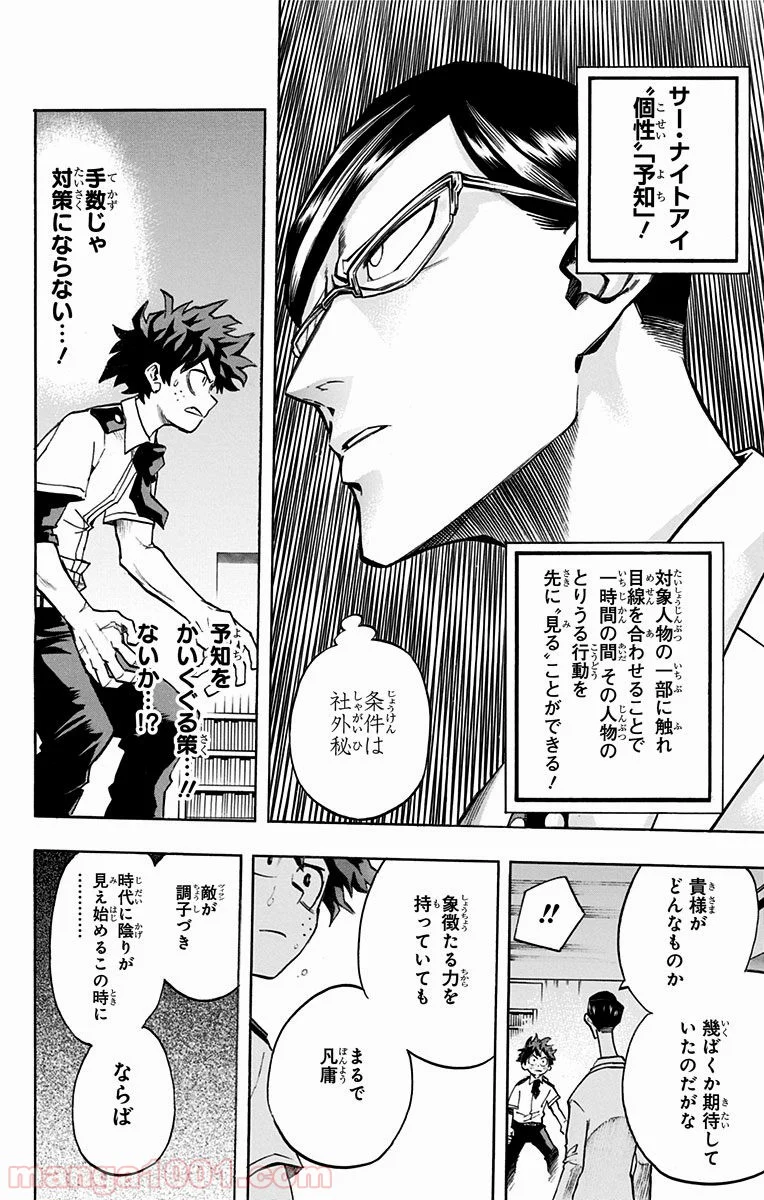 サー・ナイトアイ
〝個性〟「予知」!
対象人物の一部に触れ
目線を合わせることで
一時間の間 その人物の
とりうる行動を
先に〝見る〟ことができる!
条件は
社外秘
手数じゃ
対策にならない…!
予知を
かいくぐる策…!!
ないか…!?
貴様が
どんなものか
幾ばくか期待して
いたのだがな
!!
象徴たる力を
持っていても
まるで
凡庸
敵が
調子づき
時代に陰りが
見え始めるこの時に
…………
ならば
manga1001.com